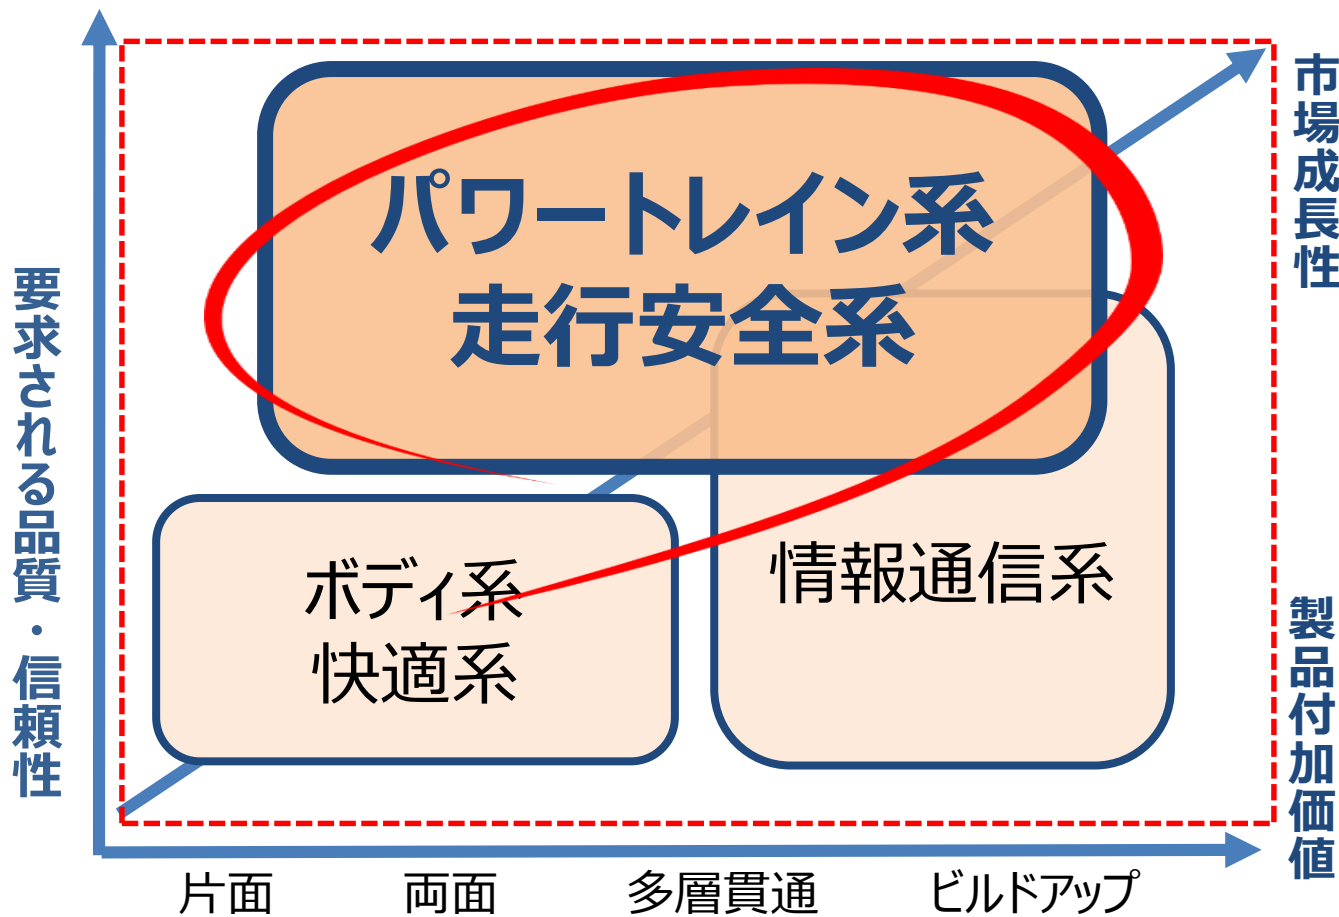 市場成長性
パワートレイン系
走行安全系
要求される品質・信頼性
ボディ系
快適系
情報通信系
製品付加価値
片面
両面
多層貫通
ビルドアップ